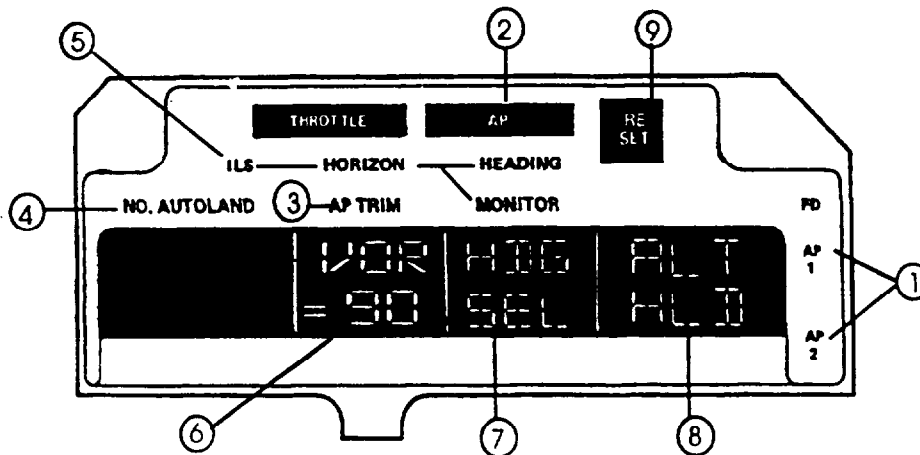 ⑤ ② ⑨
THROTTLE AP RE SET
ILS HORIZON HEADING
④ NO. AUTOLAND ③ AP TRIM MONITOR FD
VOR HDG ALT AP 1
= 90 SEL HLD AP 2
①
⑥ ⑦ ⑧